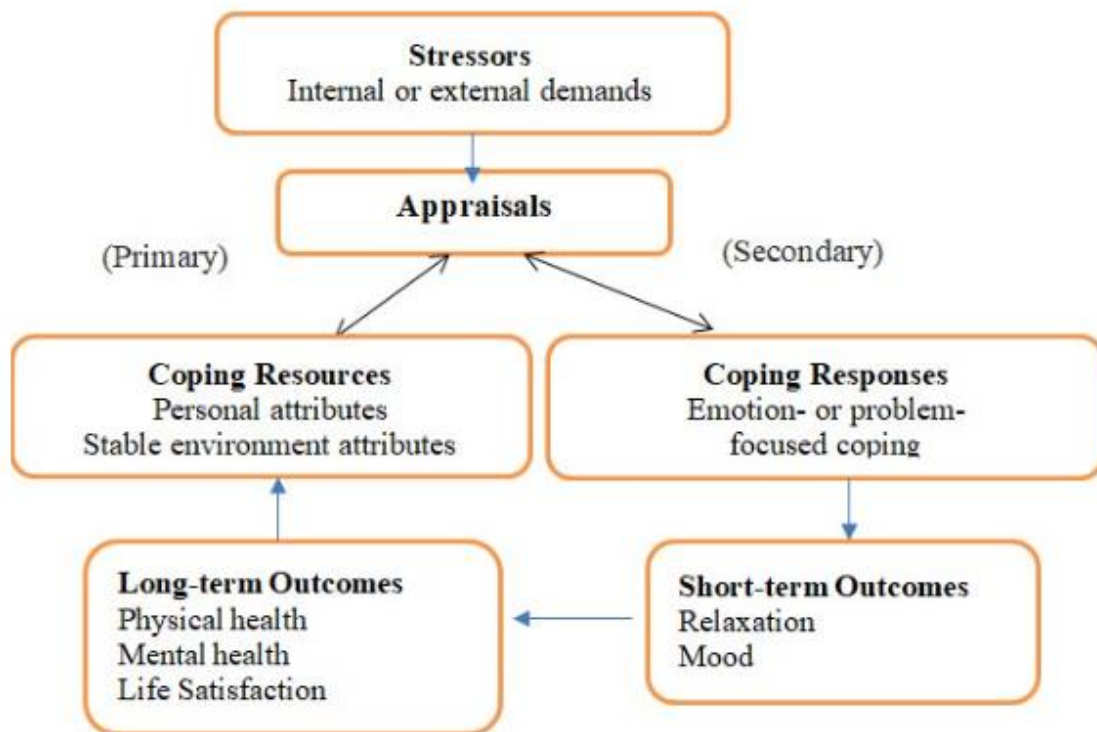 Stressors
Internal or external demands
Appraisals
(Primary)
(Secondary)
Coping Resources
Personal attributes
Stable environment attributes
Coping Responses
Emotion- or problem-
focused coping
Long-term Outcomes
Physical health
Mental health
Life Satisfaction
Short-term Outcomes
Relaxation
Mood